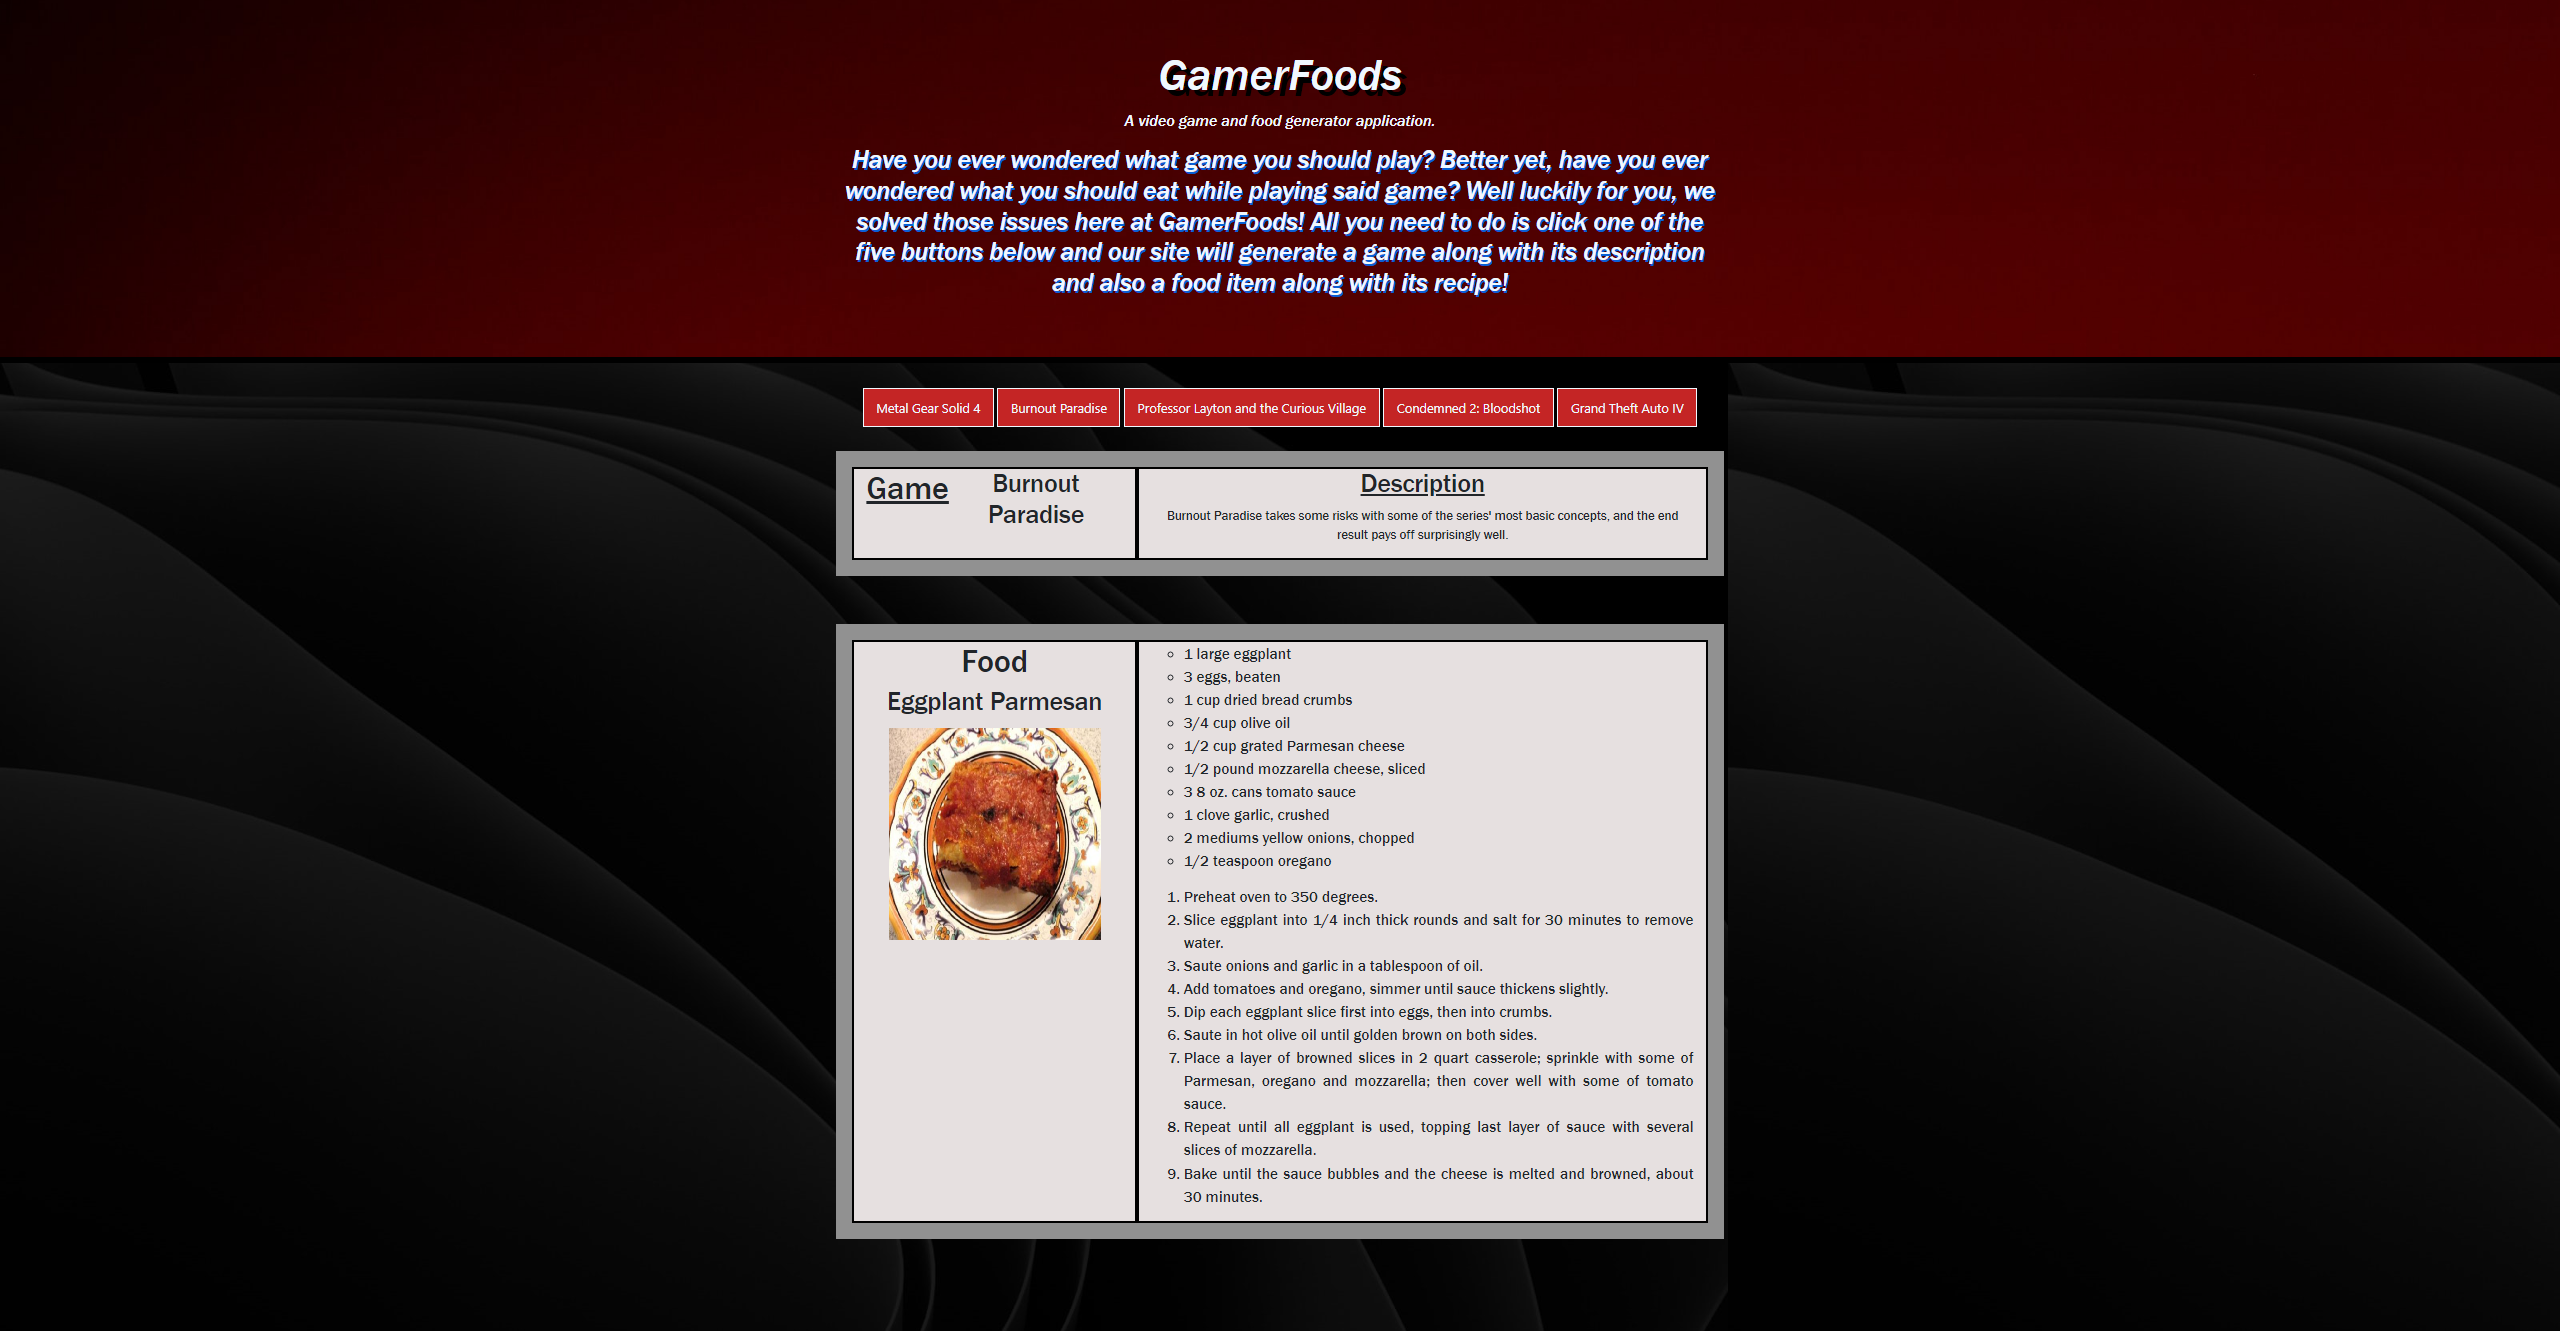 GamerFoods
A video game and food generator application.
Have you ever wondered what game you should play? Better yet, have you ever
wondered what you should eat while playing said game? Well luckily for you, we
solved those issues here at GamerFoods! All you need to do is click one of the
five buttons below and our site will generate a game along with its description
and also a food item along with its recipe!
Metal Gear Solid 4
Burnout Paradise
Professor Layton and the Curious Village
Condemned 2: Bloodshot
Grand Theft Auto IV
Game
Burnout
Paradise
Description
Burnout Paradise takes some risks with some of the series' most basic concepts, and the end
result pays off surprisingly well.
Food
Eggplant Parmesan
1 large eggplant
3 eggs, beaten
1 cup dried bread crumbs
3/4 cup olive oil
1/2 cup grated Parmesan cheese
1/2 pound mozzarella cheese, sliced
3 8 oz. cans tomato sauce
1 clove garlic, crushed
2 mediums yellow onions, chopped
1/2 teaspoon oregano
1. Preheat oven to 350 degrees.
2. Slice eggplant into 1/4 inch thick rounds and salt for 30 minutes to remove
water.
3. Saute onions and garlic in a tablespoon of oil.
4. Add tomatoes and oregano, simmer until sauce thickens slightly.
5. Dip each eggplant slice first into eggs, then into crumbs.
6. Saute in hot olive oil until golden brown on both sides.
7. Place a layer of browned slices in 2 quart casserole; sprinkle with some of
Parmesan, oregano and mozzarella; then cover well with some of tomato
sauce.
8. Repeat until all eggplant is used, topping last layer of sauce with several
slices of mozzarella.
9. Bake until the sauce bubbles and the cheese is melted and browned, about
30 minutes.